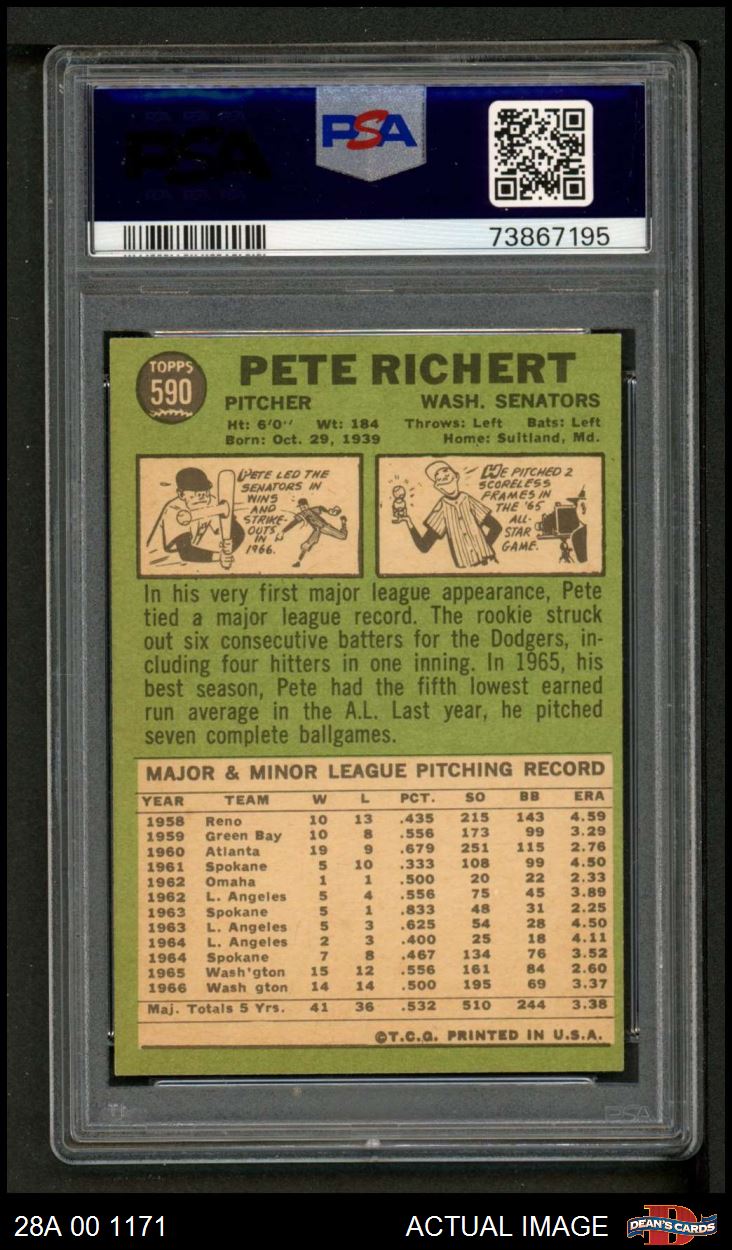 PSA
73867195
TOPPS
590
PETE RICHERT
PITCHER WASH. SENATORS
Ht: 6'0'' Wt: 184 Throws: Left Bats: Left
Born: Oct. 29, 1939 Home: Suitland, Md.
PETE LED THE
SENATORS IN
WINS
AND
STRIKE-
OUTS
IN
1966.
HE PITCHED 2
SCORELESS
FRAMES IN
THE '65
ALL-
STAR
GAME.
In his very first major league appearance, Pete
tied a major league record. The rookie struck
out six consecutive batters for the Dodgers, in-
cluding four hitters in one inning. In 1965, his
best season, Pete had the fifth lowest earned
run average in the A.L. Last year, he pitched
seven complete ballgames.
MAJOR & MINOR LEAGUE PITCHING RECORD
YEAR TEAM W L PCT. SO BB ERA
1958 Reno 10 13 .435 215 143 4.59
1959 Green Bay 10 8 .556 173 99 3.29
1960 Atlanta 19 9 .679 251 115 2.76
1961 Spokane 5 10 .333 108 99 4.50
1962 Omaha 1 1 .500 20 22 2.33
1962 L. Angeles 5 4 .556 75 45 3.89
1963 Spokane 5 1 .833 48 31 2.25
1963 L. Angeles 5 3 .625 54 28 4.50
1964 L. Angeles 2 3 .400 25 18 4.11
1964 Spokane 7 8 .467 134 76 3.52
1965 Wash'gton 15 12 .556 161 84 2.60
1966 Wash gton 14 14 .500 195 69 3.37
Maj. Totals 5 Yrs. 41 36 .532 510 244 3.38
©T.C.G. PRINTED IN U.S.A.
PSA
28A 00 1171 ACTUAL IMAGE DEAN'S CARDS